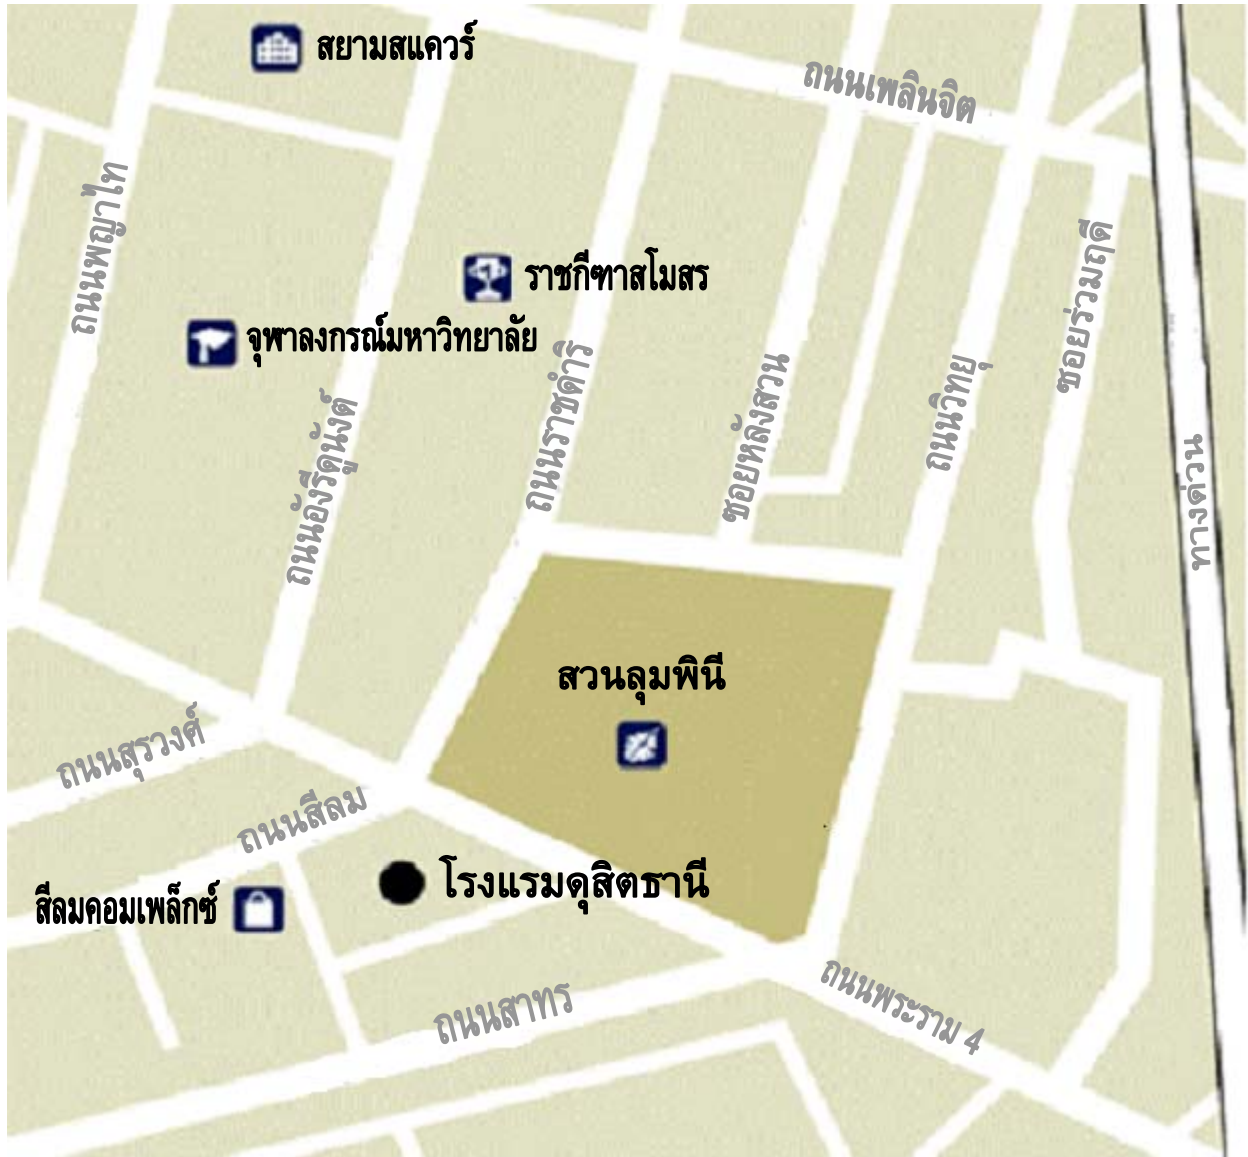 สยามสแควร์
ถนนเพลินจิต
ถนนพญาไท
ซอยร่วมฤดี
ราชกีฑาสโมสร
จุฬาลงกรณ์มหาวิทยาลัย
ถนนราชดำริ
ซอยหลังสวน
ถนนวิทยุ
ถนนอังรีดูนังต์
ทางด่วน
สวนลุมพินี
ถนนสุรวงศ์
ถนนสีลม
โรงแรมดุสิตธานี
สีลมคอมเพล็กซ์
ถนนสาทร
ถนนพระราม 4